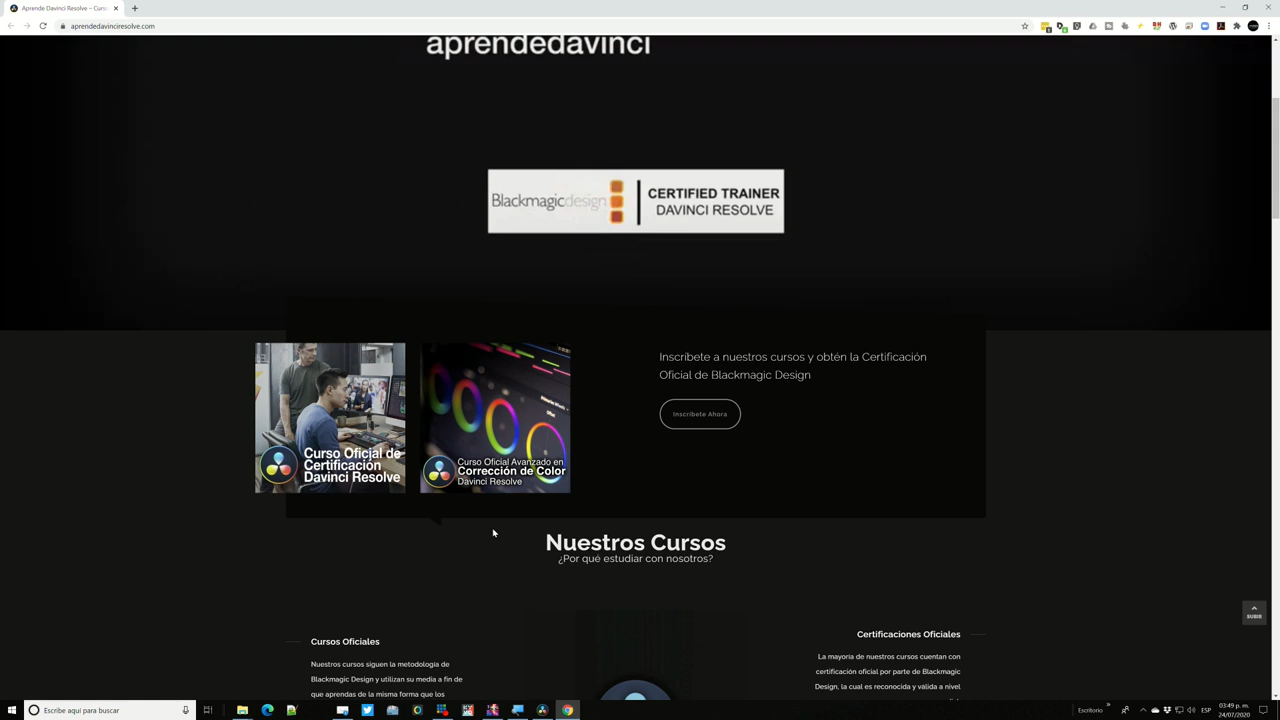 Aprende Davinci Resolve – Curs
aprendedavinciresolve.com
aprendedavinci
Blackmagicdesign
CERTIFIED TRAINER
DAVINCI RESOLVE
Curso Oficial de
Certificación
Davinci Resolve
Curso Oficial Avanzado en
Corrección de Color
Davinci Resolve
Inscríbete a nuestros cursos y obtén la Certificación
Oficial de Blackmagic Design
Inscríbete Ahora
Nuestros Cursos
¿Por qué estudiar con nosotros?
SUBIR
Cursos Oficiales
Nuestros cursos siguen la metodología de
Blackmagic Design y utilizan su media a fin de
que aprendas de la misma forma que los
Certificaciones Oficiales
La mayoría de nuestros cursos cuentan con
certificación oficial por parte de Blackmagic
Design, la cual es reconocida y válida a nivel
Escribe aquí para buscar
Escritorio
ESP
03:49 p. m.
24/07/2020